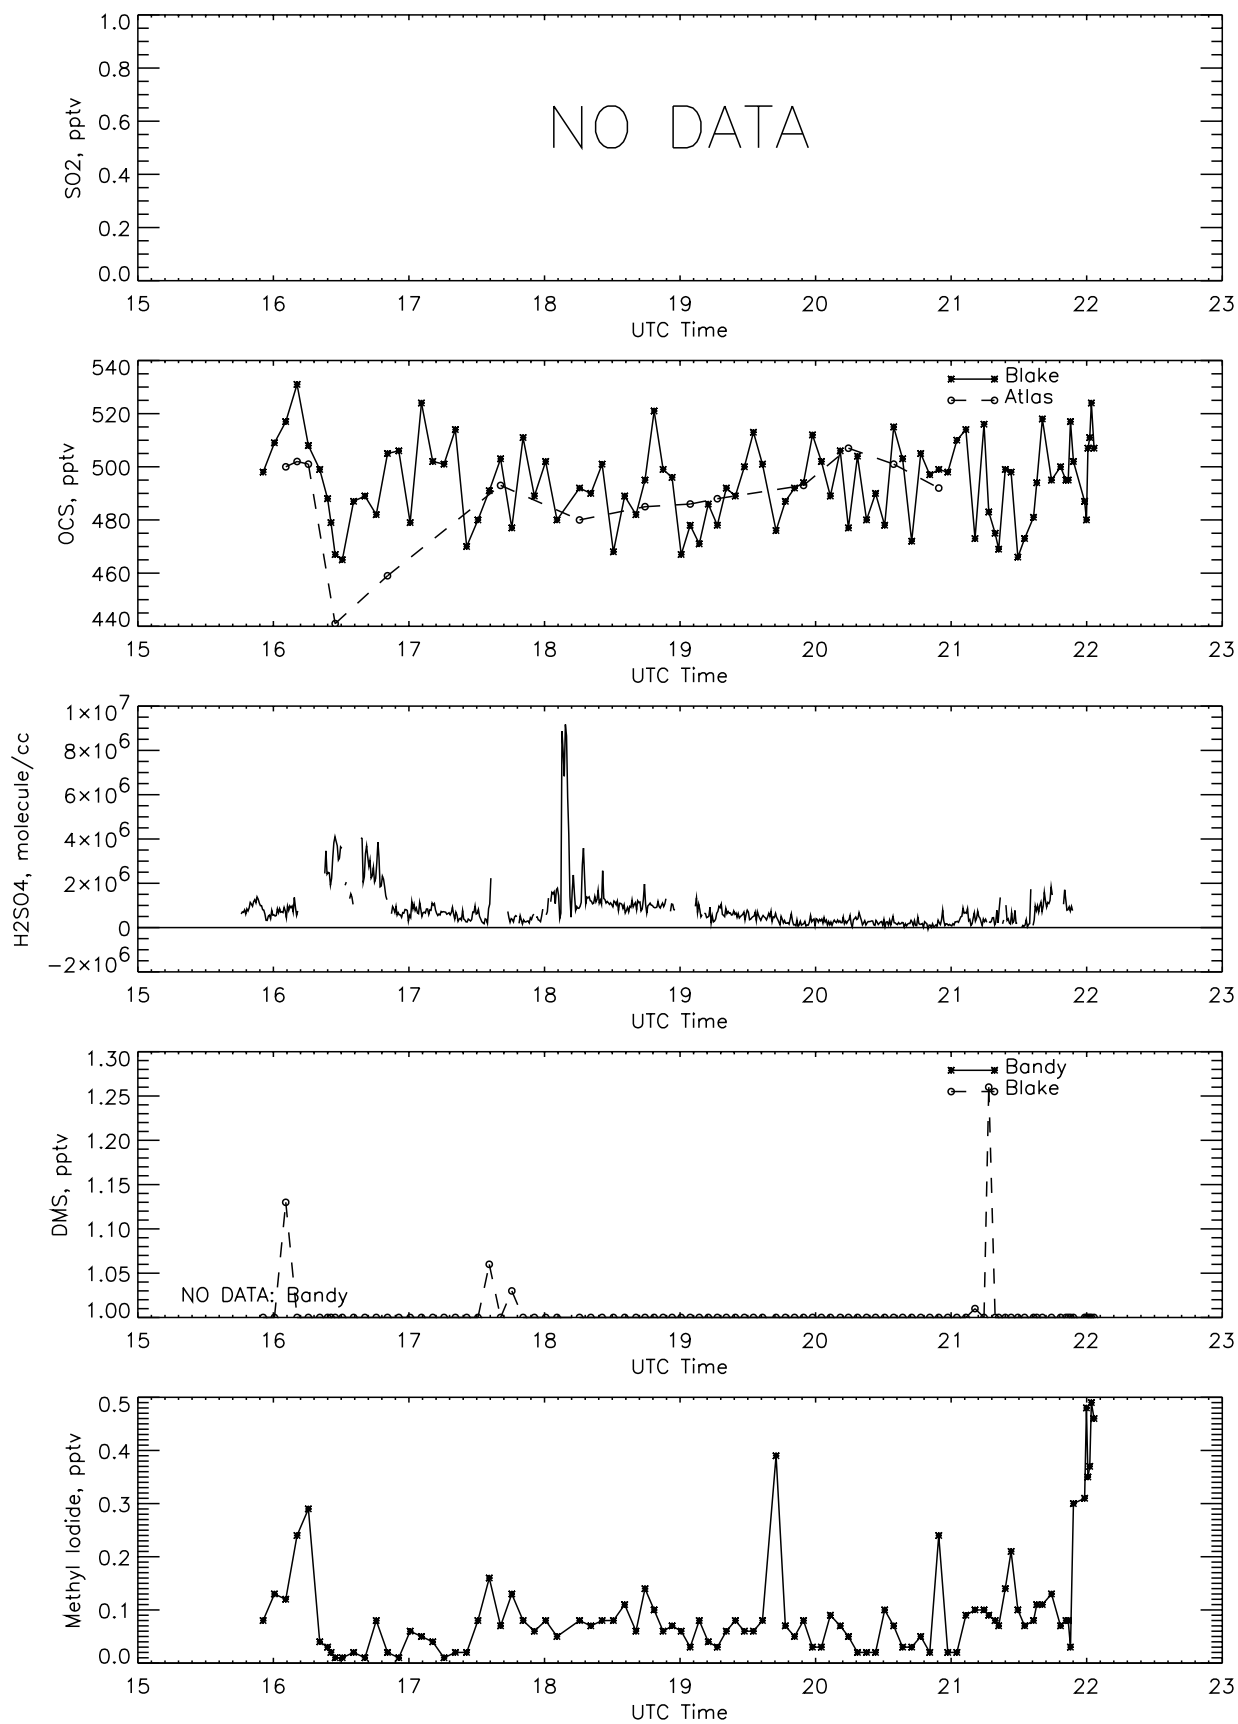 1.0
0.8
0.6
0.4
0.2
0.0
SO2, pptv
NO DATA
15 16 17 18 19 20 21 22 23
UTC Time
540
520
500
480
460
440
OCS, pptv
Blake
Atlas
15 16 17 18 19 20 21 22 23
UTC Time
1×10^7
8×10^6
6×10^6
4×10^6
2×10^6
0
−2×10^6
H2SO4, molecule/cc
15 16 17 18 19 20 21 22 23
UTC Time
1.30
1.25
1.20
1.15
1.10
1.05
1.00
DMS, pptv
Bandy
Blake
NO DATA: Bandy
15 16 17 18 19 20 21 22 23
UTC Time
0.5
0.4
0.3
0.2
0.1
0.0
Methyl Iodide, pptv
15 16 17 18 19 20 21 22 23
UTC Time